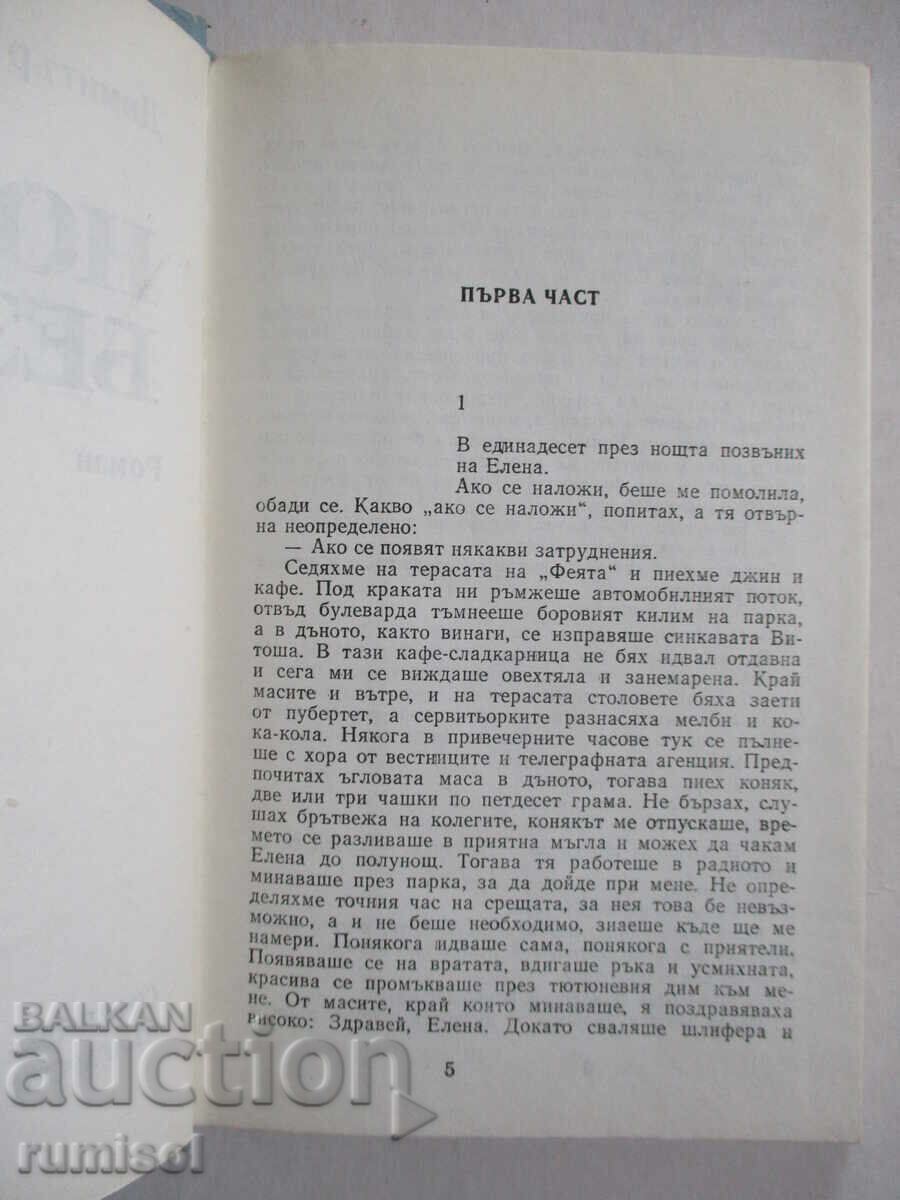 Димитър
НО
БЕ
Роман
ПЪРВА ЧАСТ
1
В единадесет през нощта позвъних
на Елена.
Ако се наложи, беше ме помолила,
обади се. Какво „ако се наложи“, попитах, а тя отвър-
на неопределено:
— Ако се появят някакви затруднения.
Седяхме на терасата на „Феята“ и пиехме джин и
кафе. Под краката ни ръмжеше автомобилният поток,
отвъд булеварда тъмнееше боровият килим на парка,
а в дъното, както винаги, се изправяше синкавата Ви-
тоша. В тази кафе-сладкарница не бях идвал отдавна
и сега ми се виждаше овехтяла и занемарена. Край
масите и вътре, и на терасата столовете бяха заети
от пубертет, а сервитьорките разнасяха мелби и ко-
ка-кола. Някога в привечерните часове тук се пълне-
ше с хора от вестниците и телеграфната агенция. Пред-
почитах ъгловата маса в дъното, тогава пиех коняк,
две или три чашки по петдесет грама. Не бързах, слу-
шах брътвежа на колегите, конякът ме отпускаше, вре-
мето се разливаше в приятна мъгла и можех да чакам
Елена до полунощ. Тогава тя работеше в радиото и
минаваше през парка, за да дойде при мене. Не опре-
деляхме точния час на срещата, за нея това бе невъз-
можно, а и не беше необходимо, знаеше къде ще ме
намери. Понякога идваше сама, понякога с приятели.
Появяваше се на вратата, вдигаше ръка и усмихната,
красива се промъкваше през тютюневия дим към ме-
не. От масите, край които минаваше, я поздравяваха
високо: Здравей, Елена. Докато сваляше шлифера и
5
BALKAN
auction
rumisol